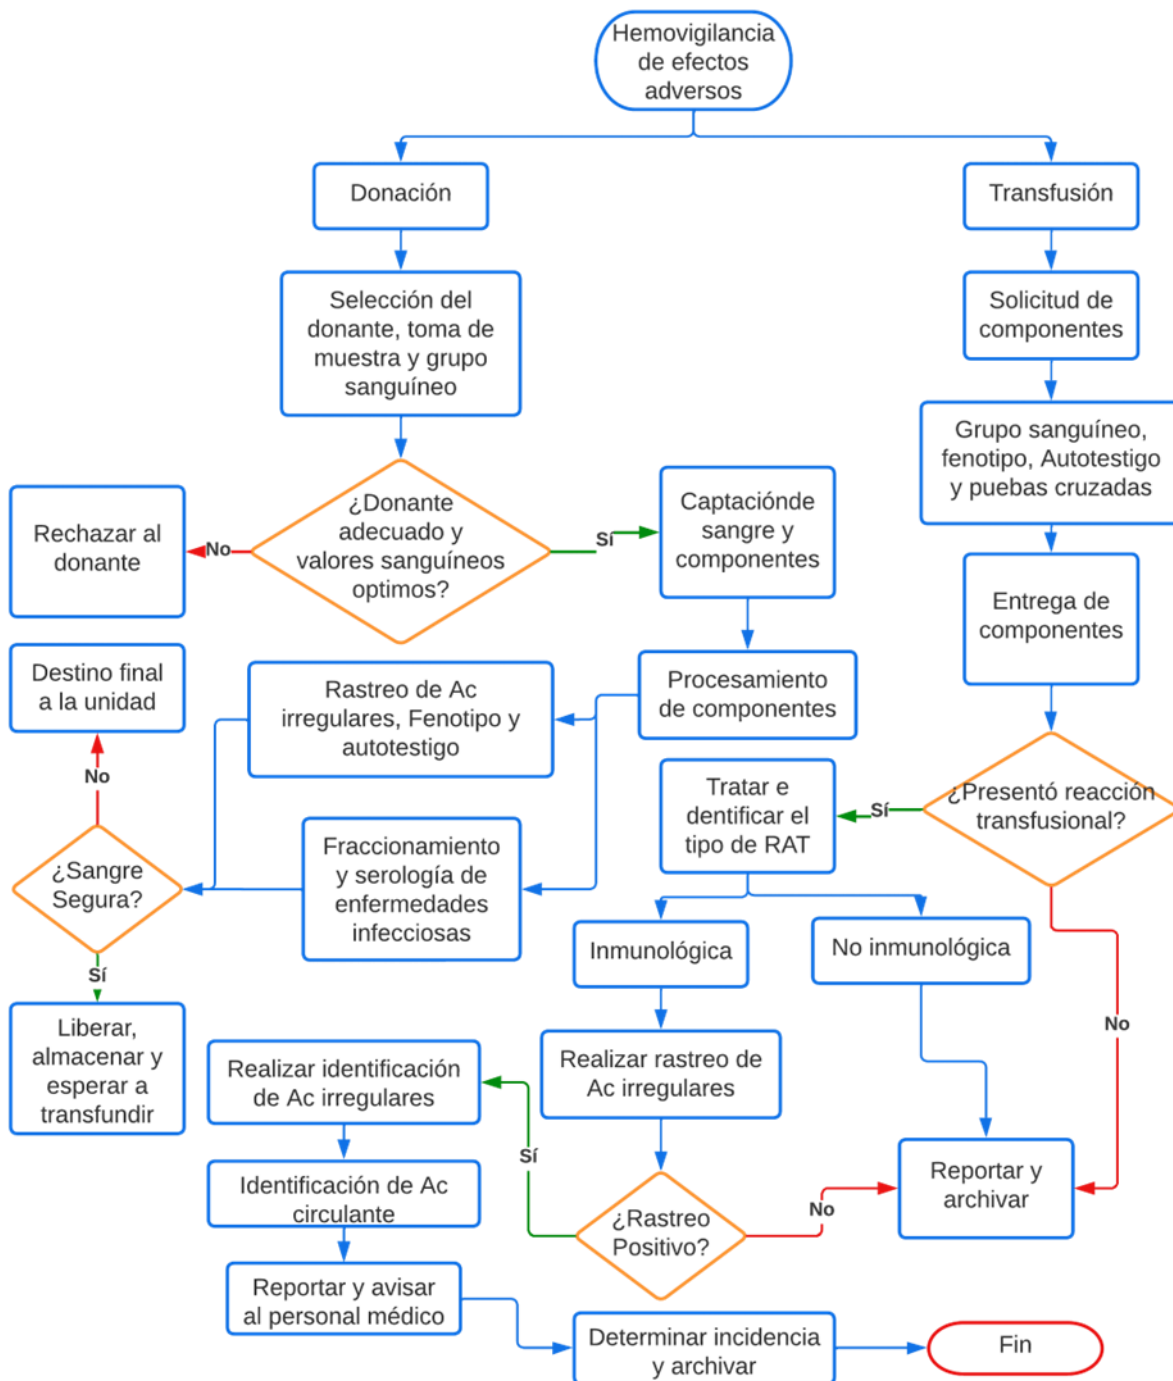 Hemovigilancia
de efectos
adversos
Donación
Transfusión
Selección del
donante, toma de
muestra y grupo
sanguíneo
Solicitud de
componentes
Grupo sanguíneo,
fenotipo, Autotestigo
y puebas cruzadas
¿Donante
adecuado y
valores sanguíneos
optimos?
No
Rechazar al
donante
Sí
Captaciónde
sangre y
componentes
Entrega de
componentes
Destino final
a la unidad
Rastreo de Ac
irregulares, Fenotipo y
autotestigo
Procesamiento
de componentes
No
Tratar e
dentificar el
tipo de RAT
Sí
¿Presentó reacción
transfusional?
¿Sangre
Segura?
Fraccionamiento
y serología de
enfermedades
infecciosas
Inmunológica
No inmunológica
Sí
No
Liberar,
almacenar y
esperar a
transfundir
Realizar identificación
de Ac irregulares
Realizar rastreo de
Ac irregulares
Sí
Identificación de Ac
circulante
¿Rastreo
Positivo?
No
Reportar y
archivar
Reportar y avisar
al personal médico
Determinar incidencia
y archivar
Fin